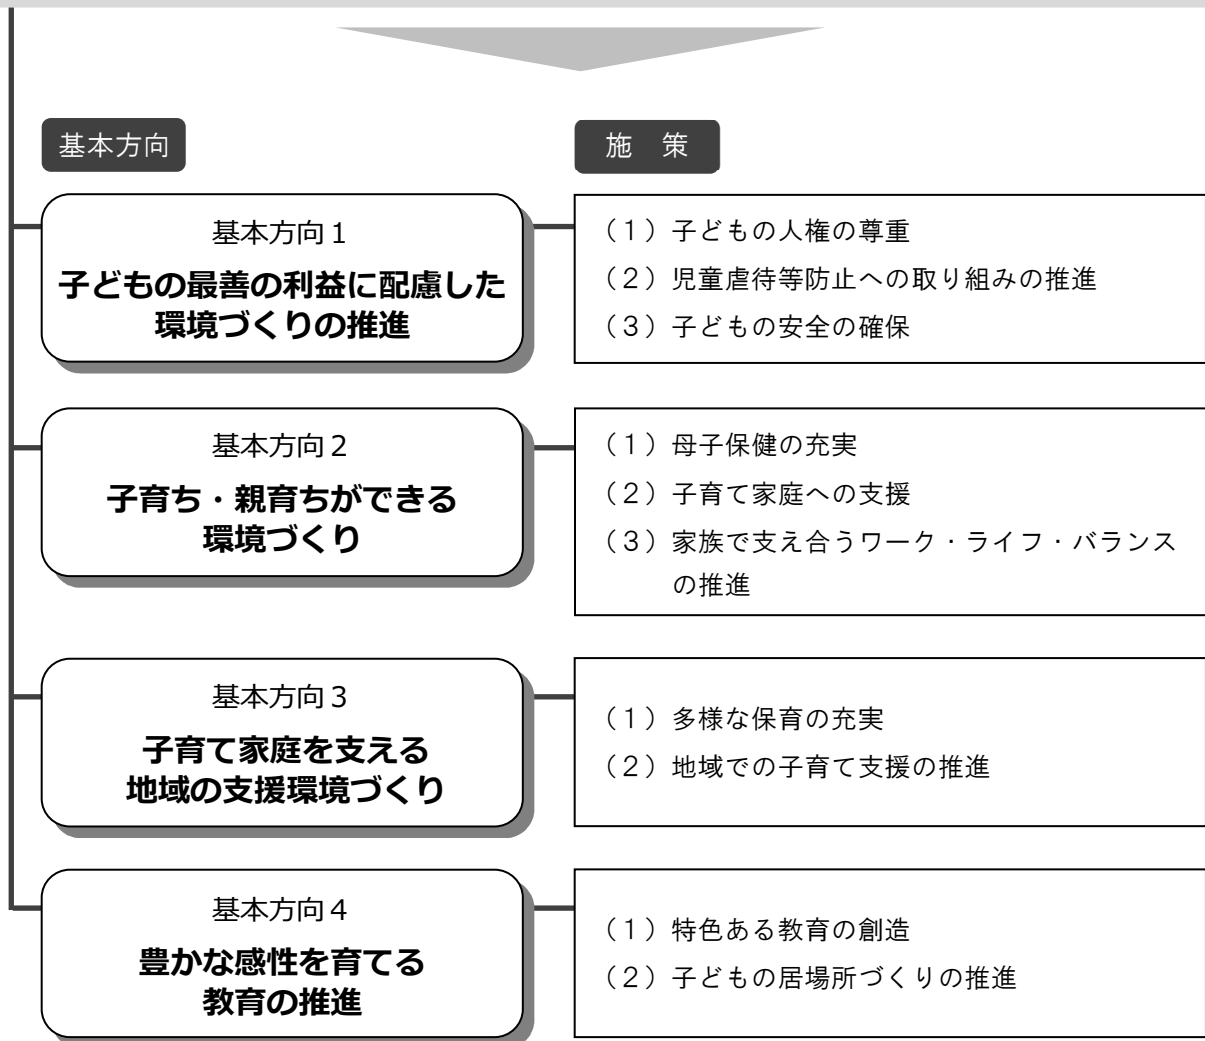 基本方向
施　策
基本方向１
子どもの最善の利益に配慮した
環境づくりの推進
（１）子どもの人権の尊重
（２）児童虐待等防止への取り組みの推進
（３）子どもの安全の確保
基本方向２
子育ち・親育ちができる
環境づくり
（１）母子保健の充実
（２）子育て家庭への支援
（３）家族で支え合うワーク・ライフ・バランス
の推進
基本方向３
子育て家庭を支える
地域の支援環境づくり
（１）多様な保育の充実
（２）地域での子育て支援の推進
基本方向４
豊かな感性を育てる
教育の推進
（１）特色ある教育の創造
（２）子どもの居場所づくりの推進